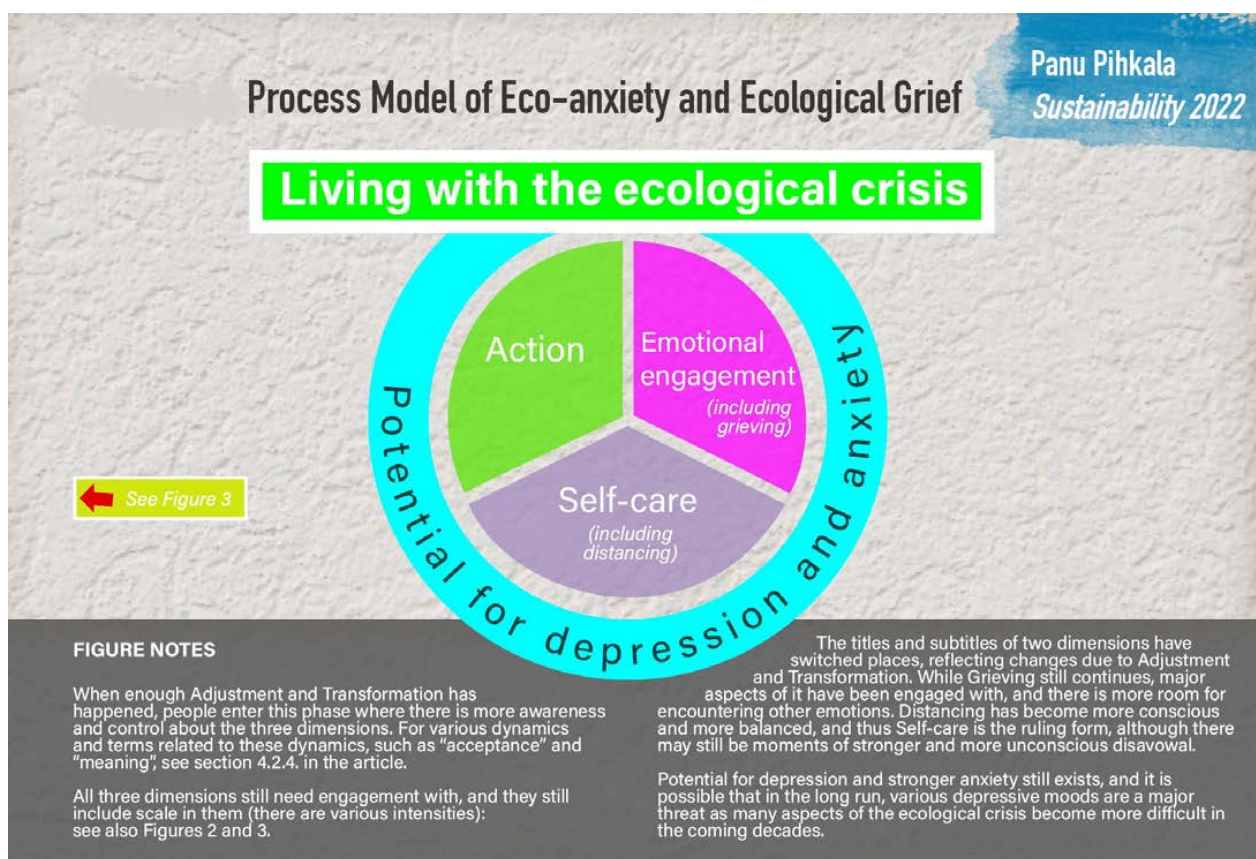 Process Model of Eco-anxiety and Ecological Grief
Panu Pihkala
Sustainability 2022
Living with the ecological crisis
Action
Emotional
engagement
(including
grieving)
Self-care
(including
distancing)
Potential for depression and anxiety
See Figure 3
FIGURE NOTES
When enough Adjustment and Transformation has
happened, people enter this phase where there is more awareness
and control about the three dimensions. For various dynamics
and terms related to these dynamics, such as "acceptance" and
"meaning", see section 4.2.4. in the article.
All three dimensions still need engagement with, and they still
include scale in them (there are various intensities):
see also Figures 2 and 3.
The titles and subtitles of two dimensions have
switched places, reflecting changes due to Adjustment
and Transformation. While Grieving still continues, major
aspects of it have been engaged with, and there is more room for
encountering other emotions. Distancing has become more conscious
and more balanced, and thus Self-care is the ruling form, although there
may still be moments of stronger and more unconscious disavowal.
Potential for depression and stronger anxiety still exists, and it is
possible that in the long run, various depressive moods are a major
threat as many aspects of the ecological crisis become more difficult in
the coming decades.